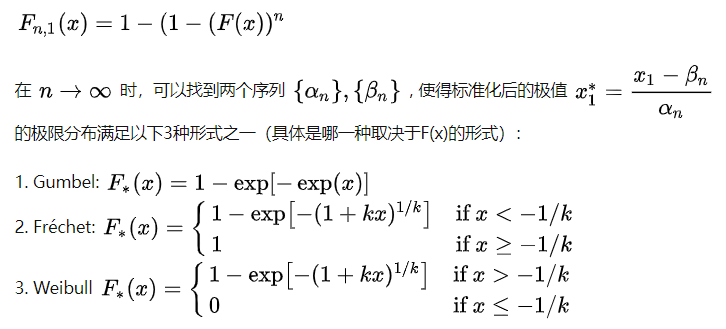 $F_{n,1}(x) = 1 - (1 - (F(x))^n$
在 $n \to \infty$ 时，可以找到两个序列 $\{\alpha_n\}, \{\beta_n\}$ , 使得标准化后的极值 $x_1^* = \dfrac{x_1 - \beta_n}{\alpha_n}$
的极限分布满足以下3种形式之一（具体是哪一种取决于F(x)的形式）：
1. Gumbel: $F_*(x) = 1 - \exp[-\exp(x)]$
2. Fréchet: $F_*(x) = \begin{cases} 1 - \exp[-(1 + kx)^{1/k}] & \text{if } x < -1/k \\ 1 & \text{if } x \geq -1/k \end{cases}$
3. Weibull $F_*(x) = \begin{cases} 1 - \exp[-(1 + kx)^{1/k}] & \text{if } x > -1/k \\ 0 & \text{if } x \leq -1/k \end{cases}$